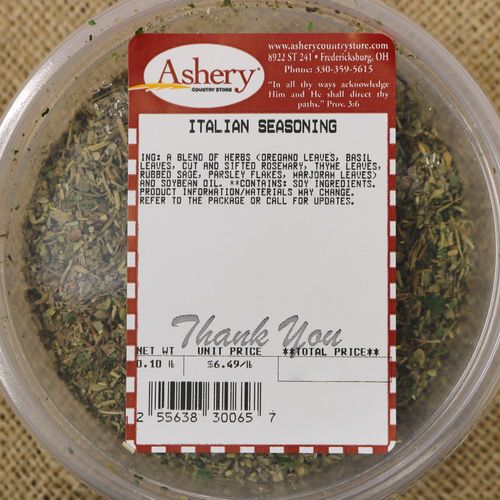 Ashery
COUNTRY STORE
www.asherycountrystore.com
8922 ST 241 • Fredericksburg, OH
Phone: 330-359-5615
"In all thy ways acknowledge
Him and He shall direct thy
paths." Prov. 3:6
ITALIAN SEASONING
ING: A BLEND OF HERBS (OREGANO LEAVES, BASIL
LEAVES, CUT AND SIFTED ROSEMARY, THYME LEAVES,
RUBBED SAGE, PARSLEY FLAKES, MARJORAM LEAVES)
AND SOYBEAN OIL. **CONTAINS: SOY INGREDIENTS.
PRODUCT INFORMATION/MATERIALS MAY CHANGE.
REFER TO THE PACKAGE OR CALL FOR UPDATES.
Thank You
NET WT UNIT PRICE **TOTAL PRICE**
0.10 lb $6.49/lb
2 55638 30065 7